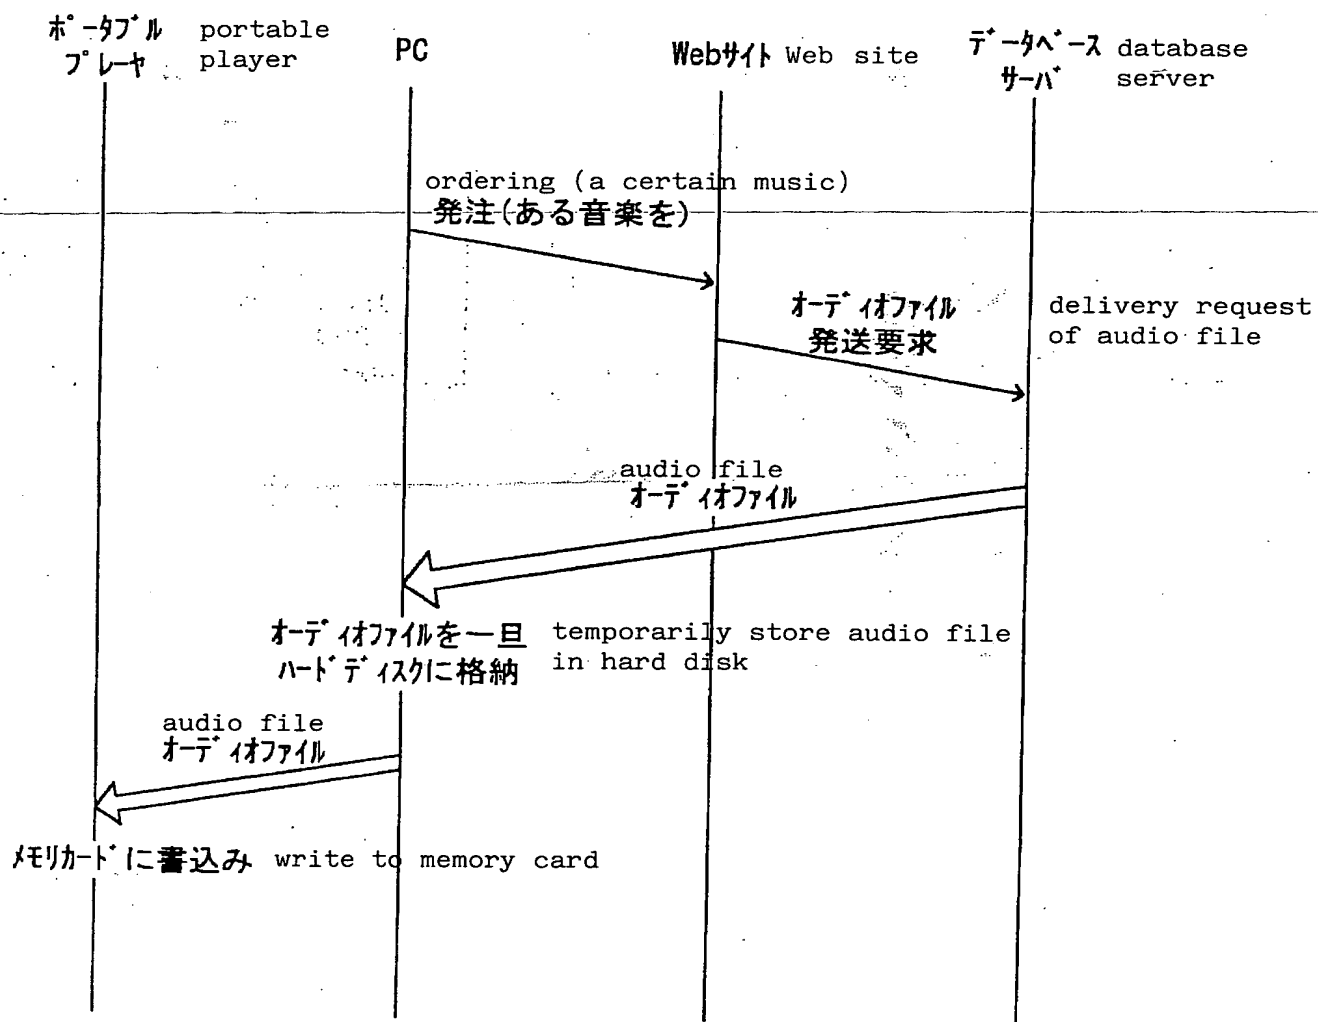 ポータブル portable
プレーヤ player
PC
Webサイト Web site
データベース database
サーバ server
ordering (a certain music)
発注(ある音楽を)
オーディオファイル
発送要求
delivery request
of audio file
audio file
オーディオファイル
オーディオファイルを一旦 temporarily store audio file
ハードディスクに格納 in hard disk
audio file
オーディオファイル
メモリカードに書込み write to memory card